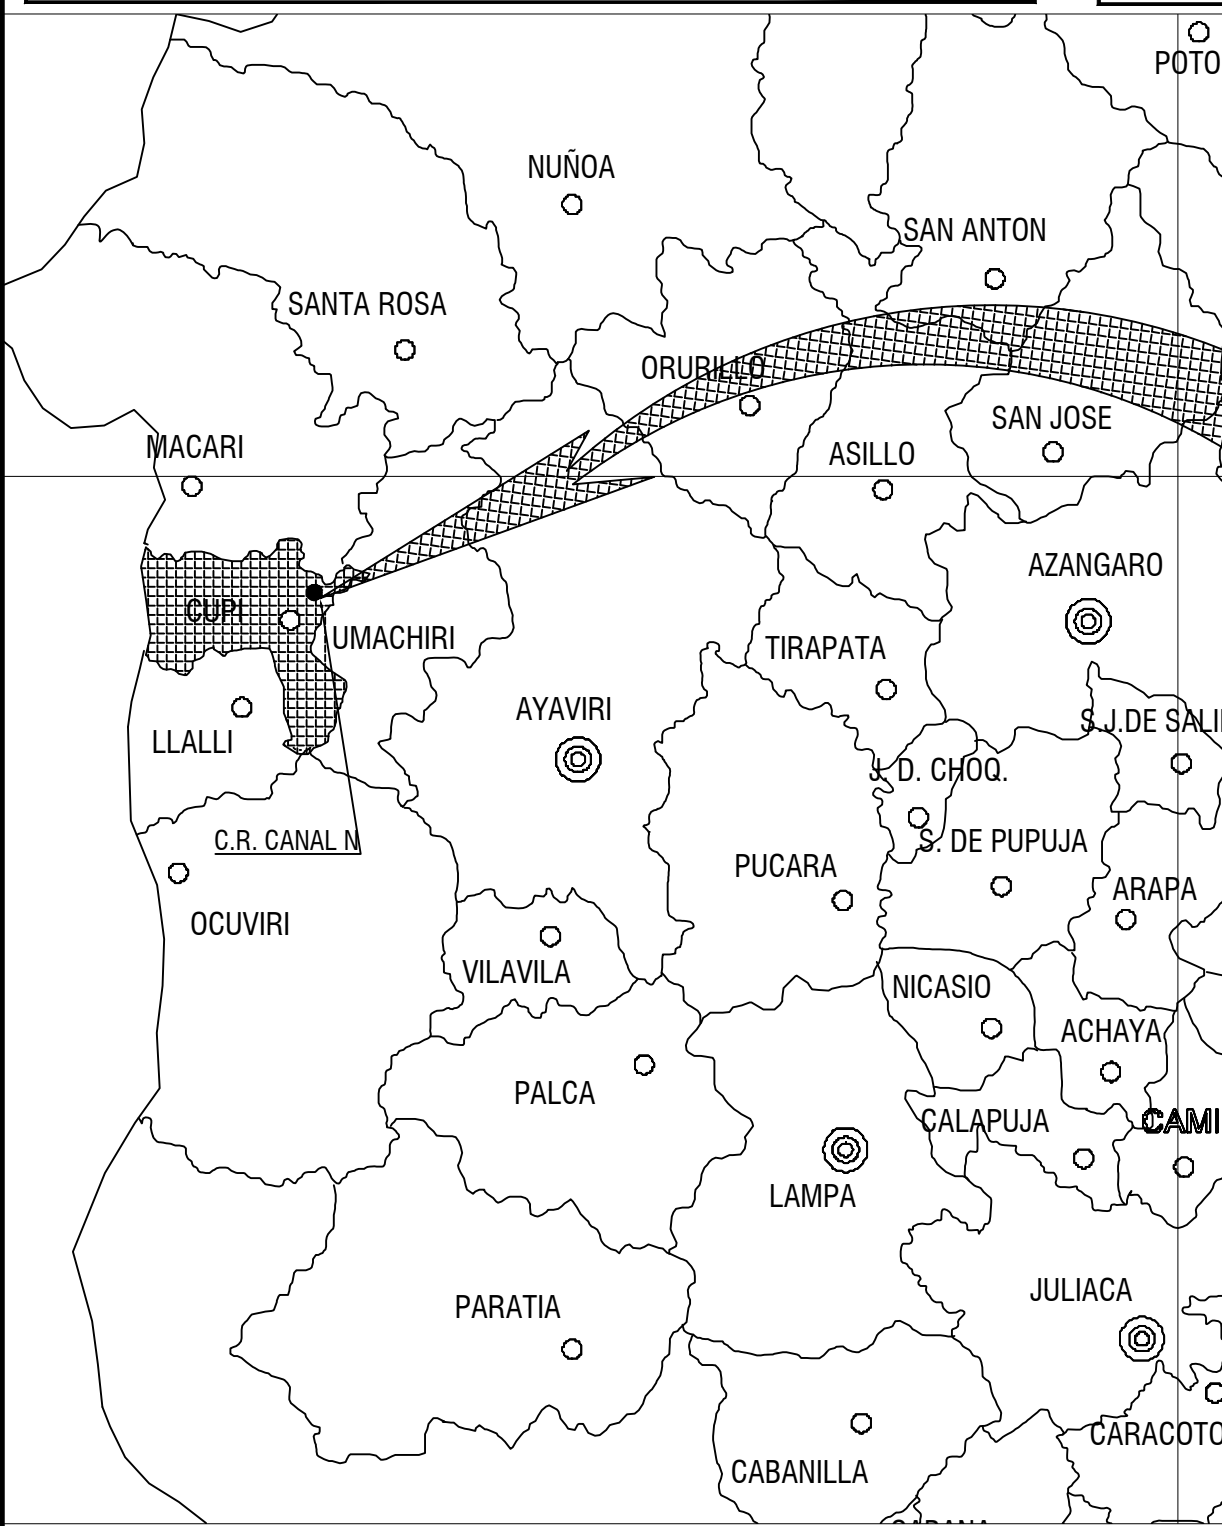 POTO
NUÑOA
SAN ANTON
SANTA ROSA
ORURILLO
SAN JOSE
MACARI
ASILLO
AZANGARO
CUPI
UMACHIRI
TIRAPATA
AYAVIRI
S.J.DE SALI
LLALLI
J. D. CHOQ.
C.R. CANAL N
S. DE PUPUJA
PUCARA
ARAPA
OCUVIRI
VILAVILA
NICASIO
ACHAYA
PALCA
CALAPUJA
CAMI
LAMPA
JULIACA
PARATIA
CARACOTO
CABANILLA